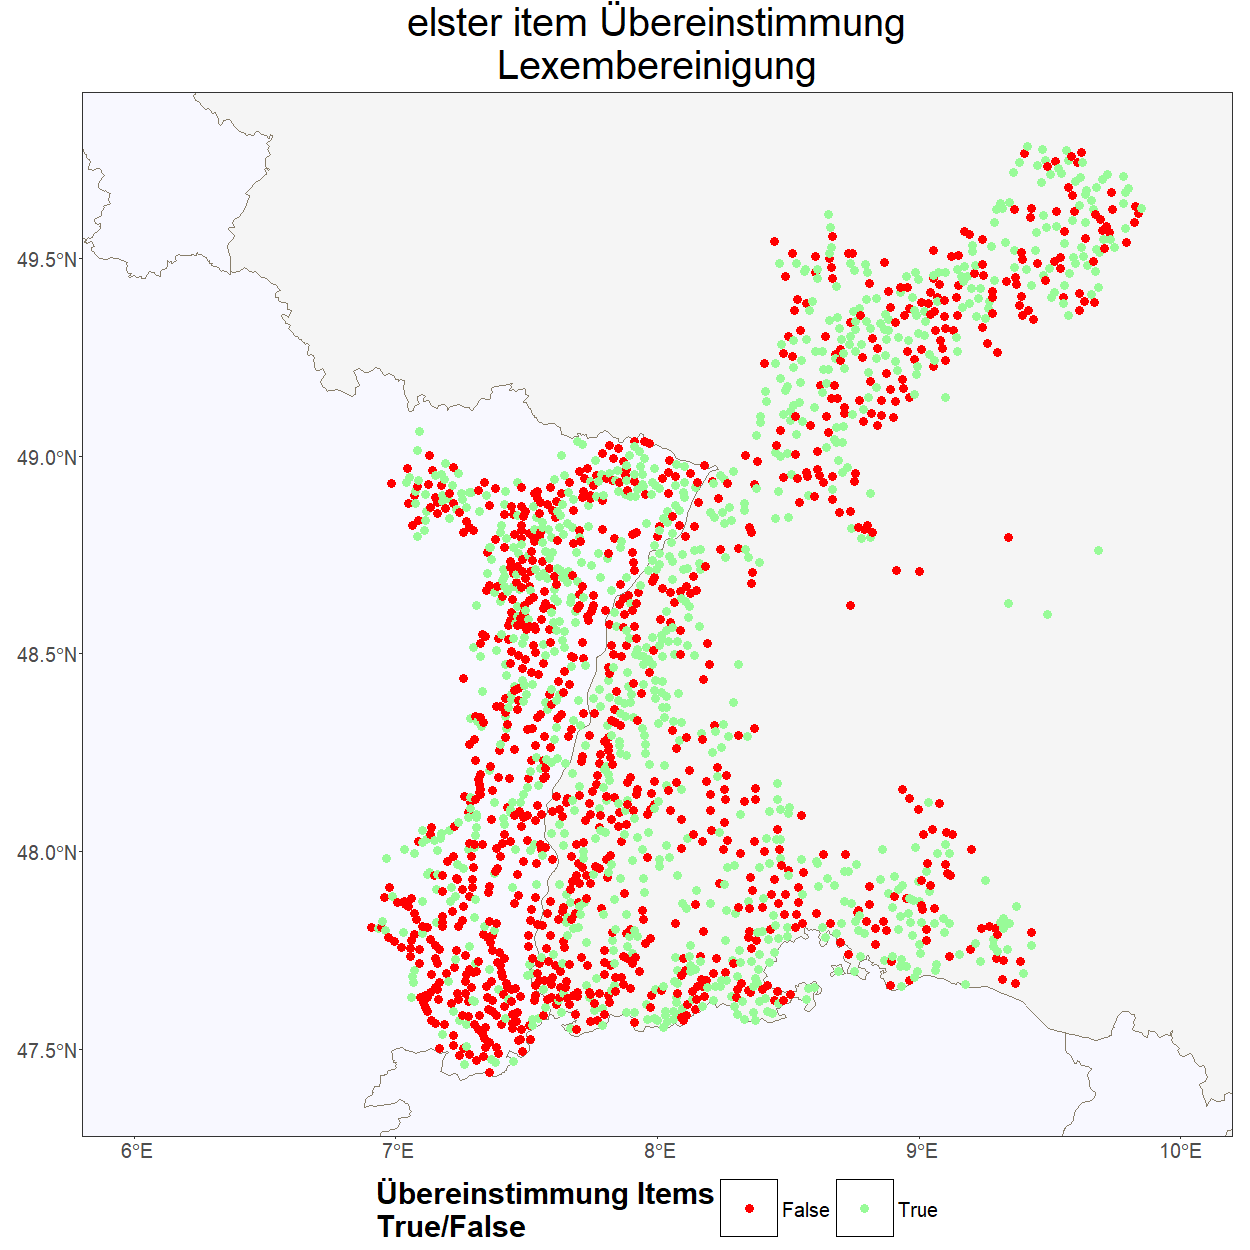 elster item Übereinstimmung
Lexembereinigung
49.5°N
49.0°N
48.5°N
48.0°N
47.5°N
6°E 7°E 8°E 9°E 10°E
Übereinstimmung Items
True/False
False True